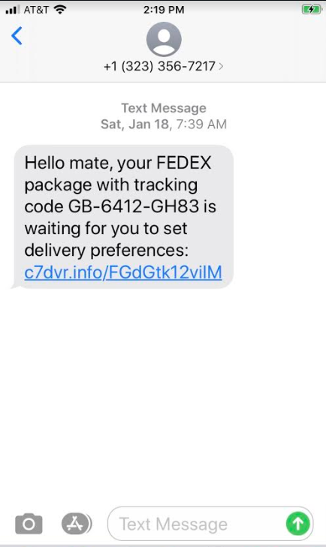 AT&T 2:19 PM
+1 (323) 356-7217 >
Text Message
Sat, Jan 18, 7:39 AM
Hello mate, your FEDEX
package with tracking
code GB-6412-GH83 is
waiting for you to set
delivery preferences:
c7dvr.info/FGdGtk12vilM
Text Message